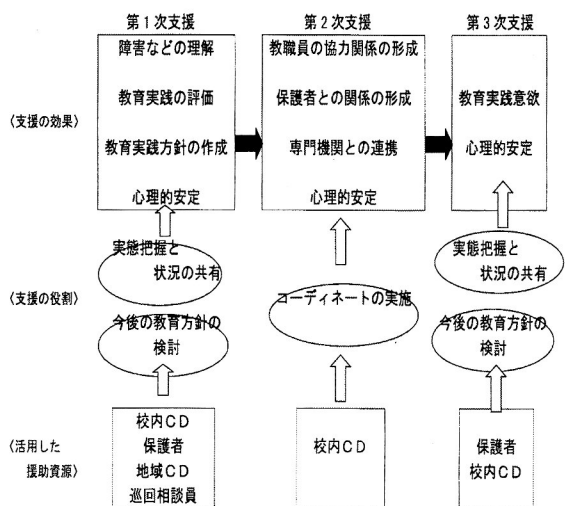 第1次支援
第2次支援
第3次支援
〈支援の効果〉
障害などの理解
教育実践の評価
教育実践方針の作成
心理的安定
教職員の協力関係の形成
保護者との関係の形成
専門機関との連携
心理的安定
教育実践意欲
心理的安定
〈支援の役割〉
実態把握と
状況の共有
今後の教育方針の
検討
コーディネートの実施
実態把握と
状況の共有
今後の教育方針の
検討
〈活用した
援助資源〉
校内CD
保護者
地域CD
巡回相談員
校内CD
保護者
校内CD